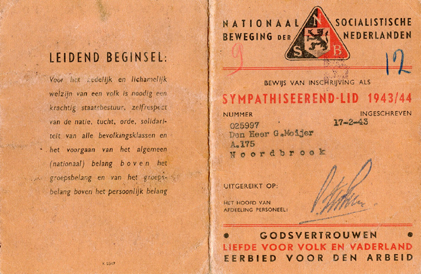 LEIDEND BEGINSEL:
Voor het zedelijk en lichamelijk
welzijn van een volk is noodig een
krachtig staatsbestuur, zelfrespect
van de natie, tucht, orde, solidari-
teit van alle bevolkingsklassen en
het voorgaan van het algemeen
(nationaal) belang boven het
groepsbelang en van het groeps-
belang boven het persoonlijk belang
NATIONAAL SOCIALISTISCHE
BEWEGING DER NEDERLANDEN
N
S B
9
12
BEWIJS VAN INSCHRIJVING ALS
SYMPATHISEEREND-LID 1943/44
NUMMER INGESCHREVEN
025997 17-2-43
Den Heer G.Meijer
A.175
Noordbroek
UITGEREIKT OP:
HET HOOFD VAN
AFDEELING PERSONEEL:
• GODSVERTROUWEN •
LIEFDE VOOR VOLK EN VADERLAND
EERBIED VOOR DEN ARBEID